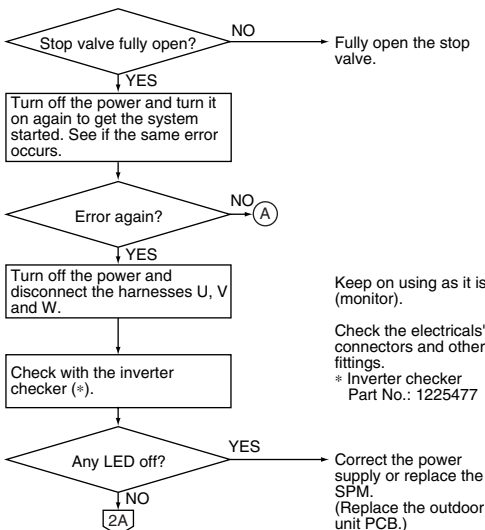 Stop valve fully open?
NO
Fully open the stop
valve.
YES
Turn off the power and turn it
on again to get the system
started. See if the same error
occurs.
Error again?
NO
A
YES
Turn off the power and
disconnect the harnesses U, V
and W.
Keep on using as it is
(monitor).
Check the electricals'
connectors and other
fittings.
* Inverter checker
Part No.: 1225477
Check with the inverter
checker (*).
Any LED off?
YES
Correct the power
supply or replace the
SPM.
(Replace the outdoor
unit PCB.)
NO
2A